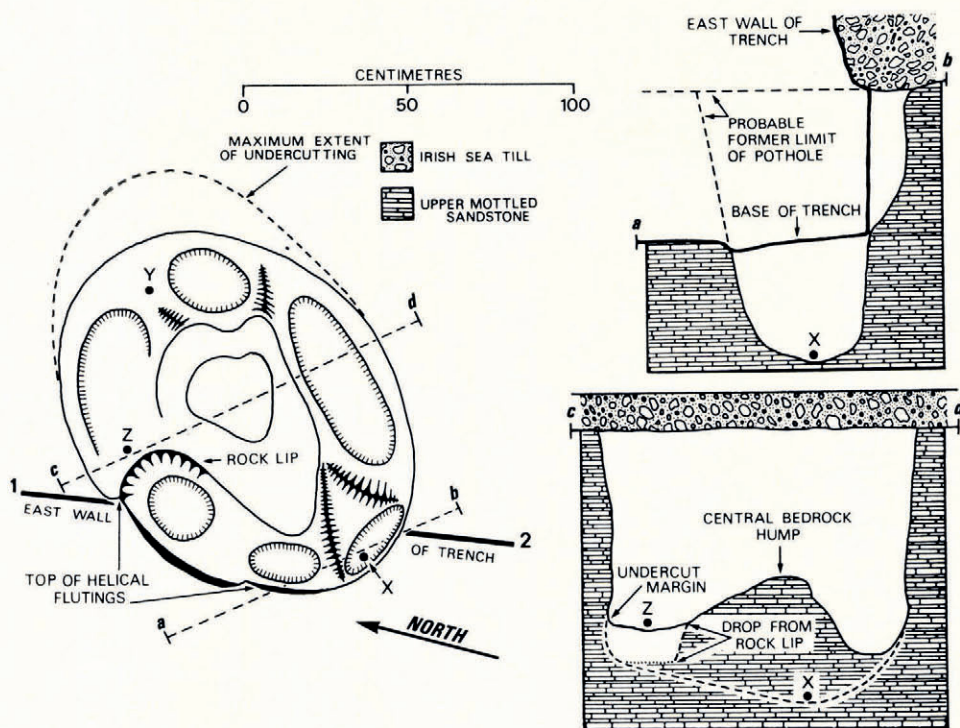 CENTIMETRES
0 50 100
MAXIMUM EXTENT
OF UNDERCUTTING
IRISH SEA TILL
UPPER MOTTLED
SANDSTONE
Y
d
Z
ROCK LIP
c
1
EAST WALL
b
2
OF TRENCH
TOP OF HELICAL
FLUTINGS
X
a
NORTH
EAST WALL OF
TRENCH
b
PROBABLE
FORMER LIMIT
OF POTHOLE
BASE OF TRENCH
a
X
c
d
CENTRAL BEDROCK
HUMP
UNDERCUT
MARGIN
Z
DROP FROM
ROCK LIP
X